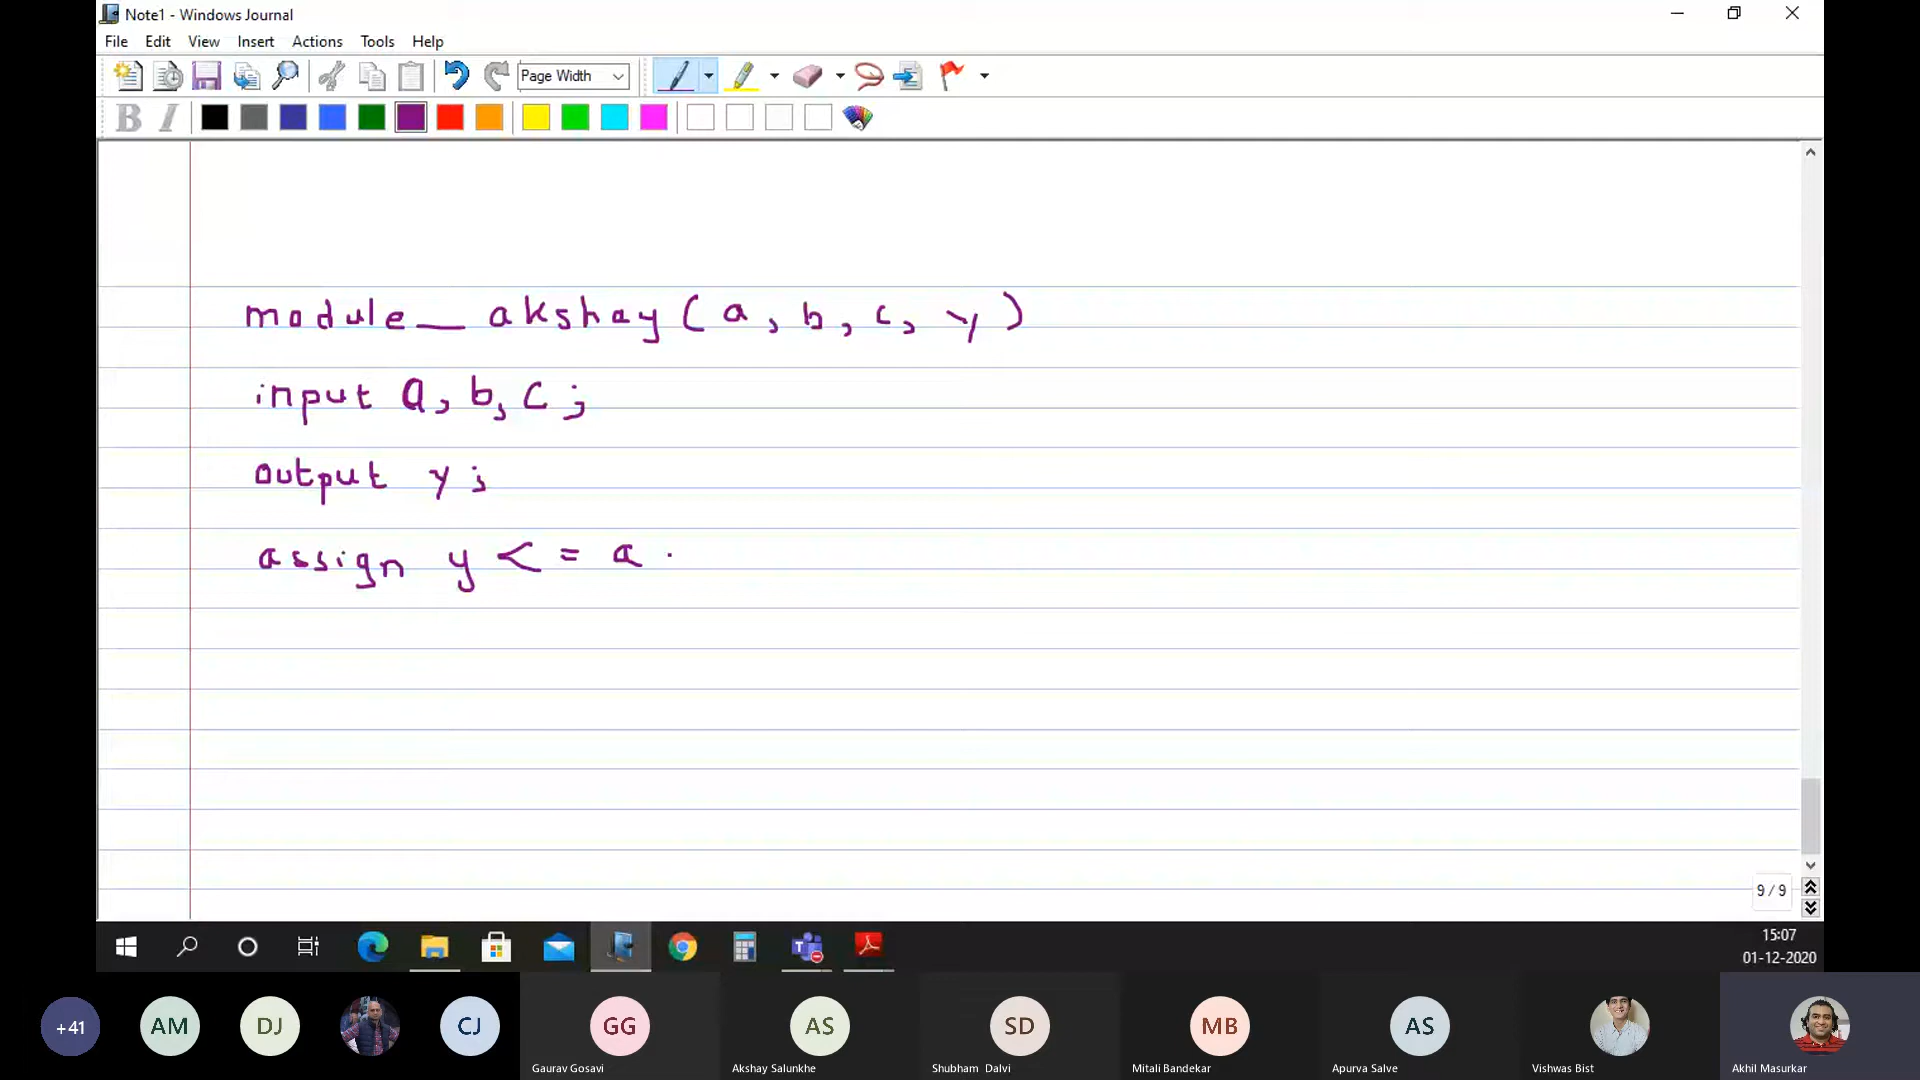 Note1 - Windows Journal
File Edit View Insert Actions Tools Help
Page Width
B I
module_ akshay(a, b, c, y)
input a, b, c ;
output y ;
assign y < = a .
9 / 9
15:07
01-12-2020
+41 AM DJ CJ GG AS SD MB AS
Gaurav Gosavi Akshay Salunkhe Shubham Dalvi Mitali Bandekar Apurva Salve Vishwas Bist Akhil Masurkar